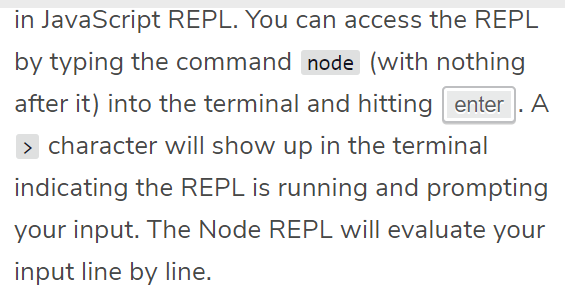 in JavaScript REPL. You can access the REPL
by typing the command node (with nothing
after it) into the terminal and hitting enter. A
> character will show up in the terminal
indicating the REPL is running and prompting
your input. The Node REPL will evaluate your
input line by line.